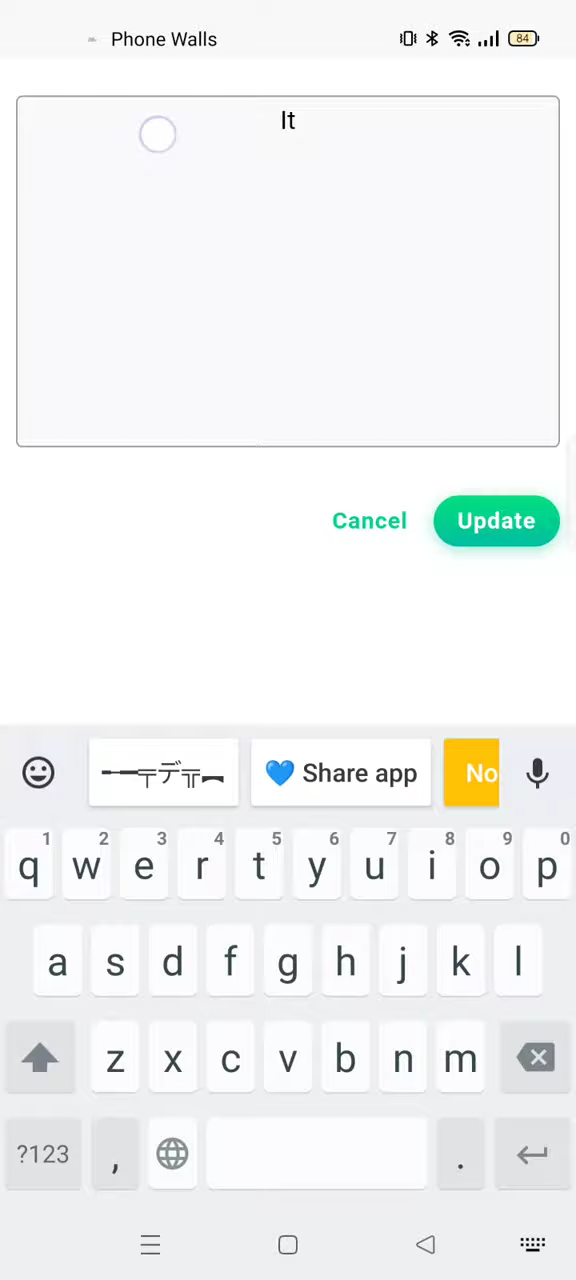 Phone Walls
84
It
Cancel
Update
╾━╤デ╦︻
💙 Share app
No
1 2 3 4 5 6 7 8 9 0
q w e r t y u i o p
a s d f g h j k l
z x c v b n m
?123 , .